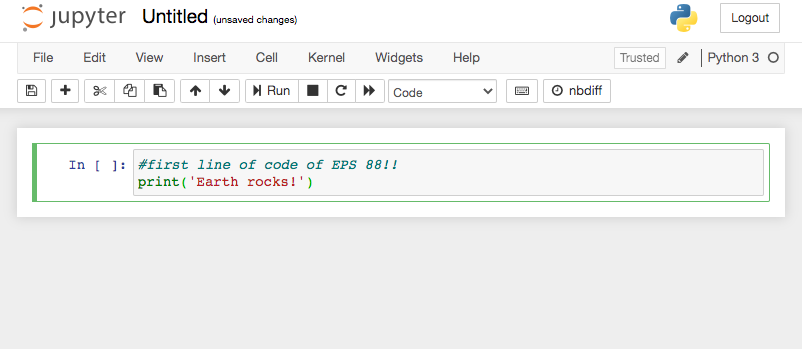 jupyter Untitled (unsaved changes) Logout
File Edit View Insert Cell Kernel Widgets Help Trusted Python 3
Run Code nbdiff
In [ ]: #first line of code of EPS 88!!
print('Earth rocks!')